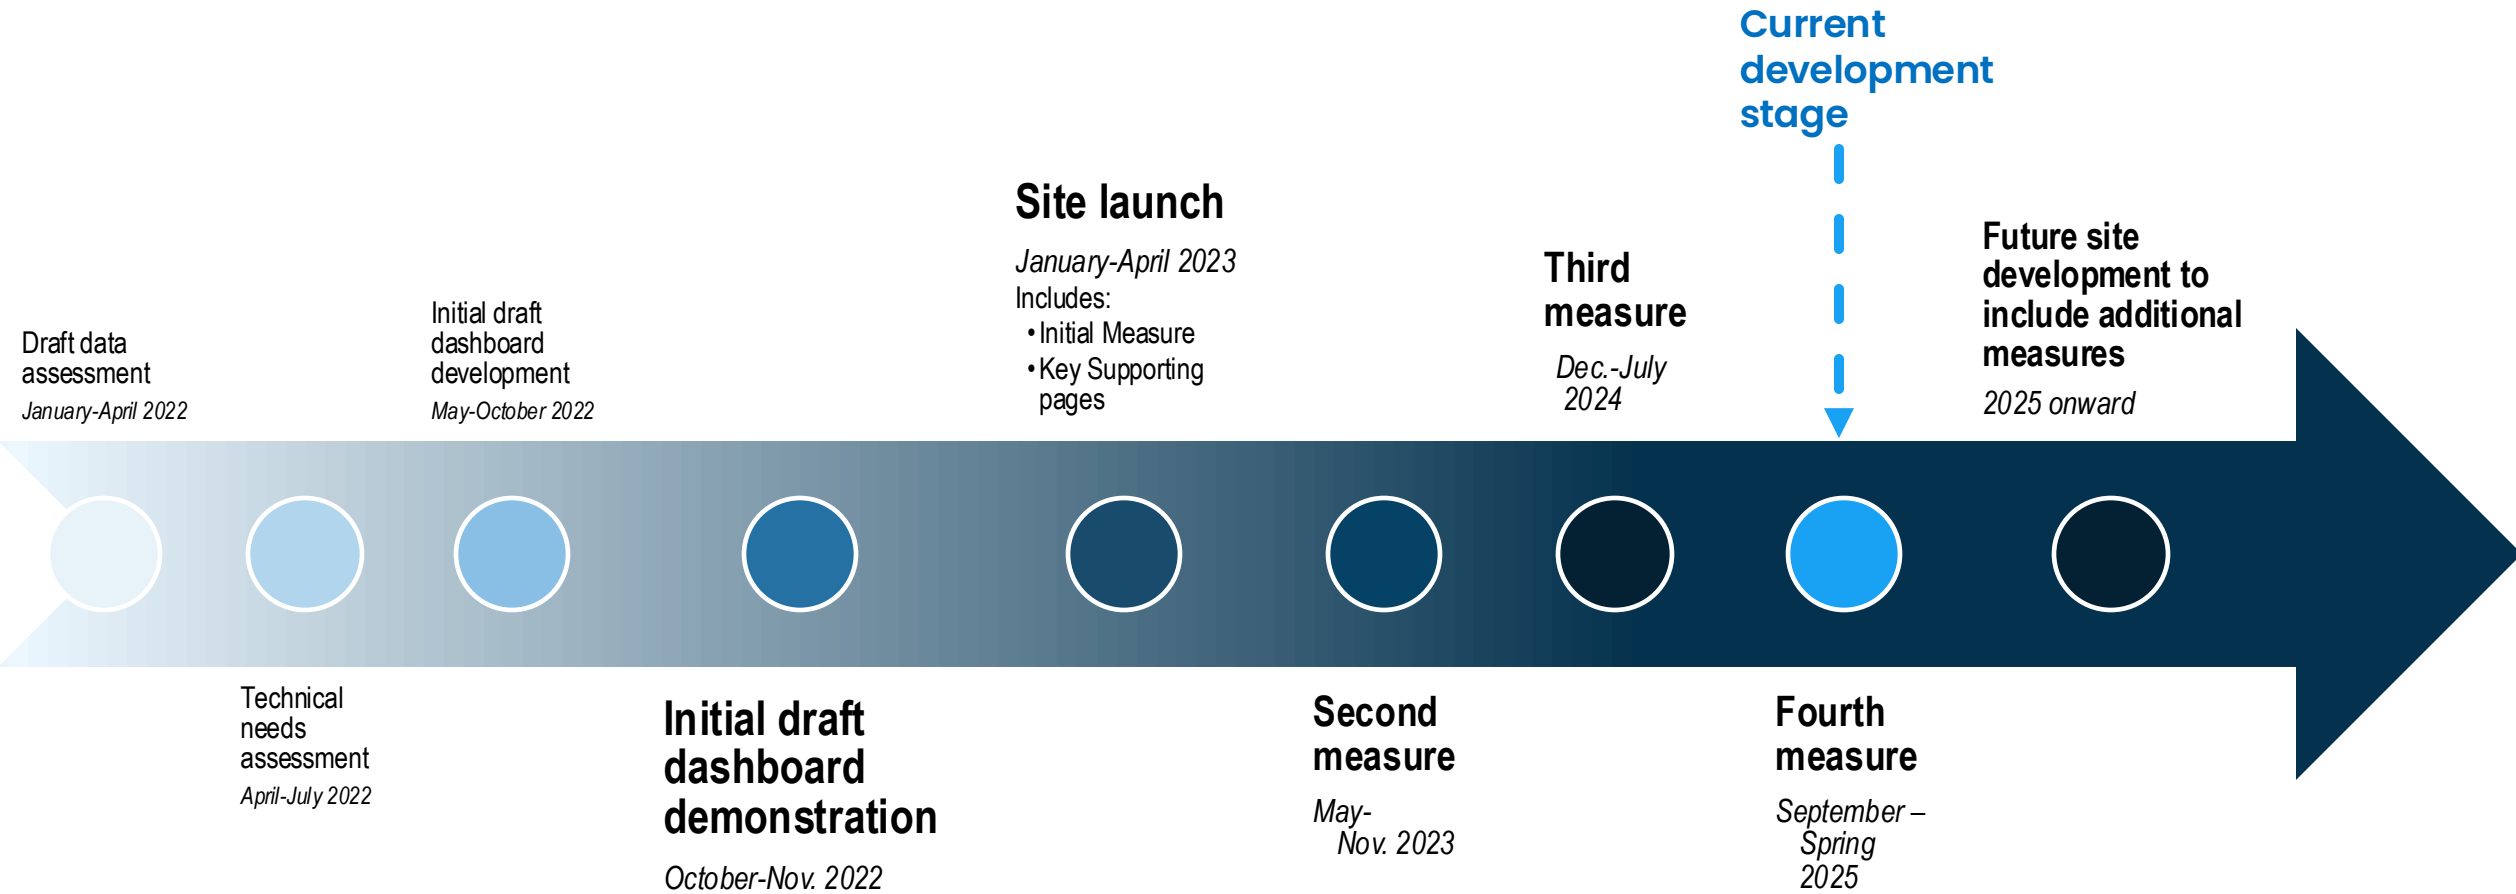 Current
development
stage
Draft data
assessment
January-April 2022
Technical
needs
assessment
April-July 2022
Initial draft
dashboard
development
May-October 2022
Initial draft
dashboard
demonstration
October-Nov. 2022
Site launch
January-April 2023
Includes:
•Initial Measure
•Key Supporting
pages
Second
measure
May-
Nov. 2023
Third
measure
Dec.-July
2024
Fourth
measure
September –
Spring
2025
Future site
development to
include additional
measures
2025 onward